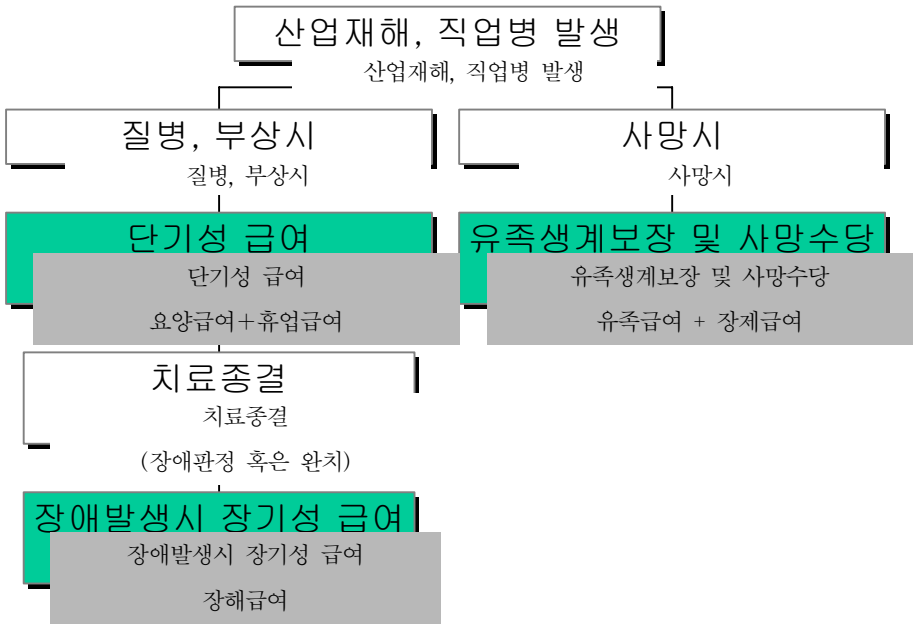 산업재해, 직업병 발생
산업재해, 직업병 발생
질병, 부상시
질병, 부상시
사망시
사망시
단기성 급여
단기성 급여
요양급여+휴업급여
유족생계보장 및 사망수당
유족생계보장 및 사망수당
유족급여 + 장제급여
치료종결
치료종결
(장애판정 혹은 완치)
장애발생시 장기성 급여
장애발생시 장기성 급여
장해급여